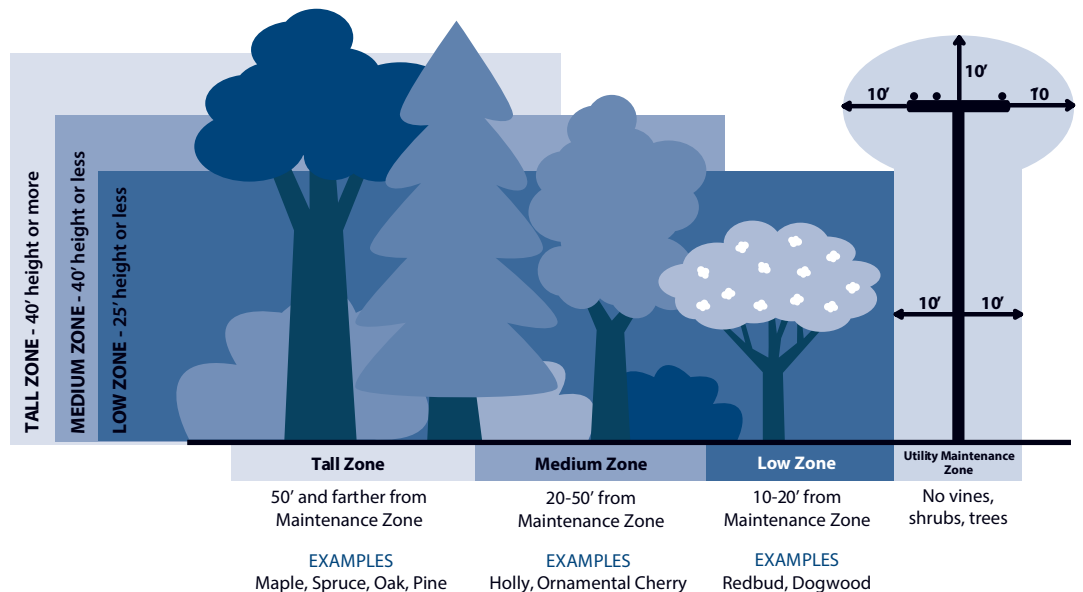 TALL ZONE - 40’ height or more
MEDIUM ZONE - 40’ height or less
LOW ZONE - 25’ height or less
10’
10’
10
10’
10’
Tall Zone
Medium Zone
Low Zone
Utility Maintenance
Zone
50’ and farther from
Maintenance Zone
20-50’ from
Maintenance Zone
10-20’ from
Maintenance Zone
No vines,
shrubs, trees
EXAMPLES
Maple, Spruce, Oak, Pine
EXAMPLES
Holly, Ornamental Cherry
EXAMPLES
Redbud, Dogwood